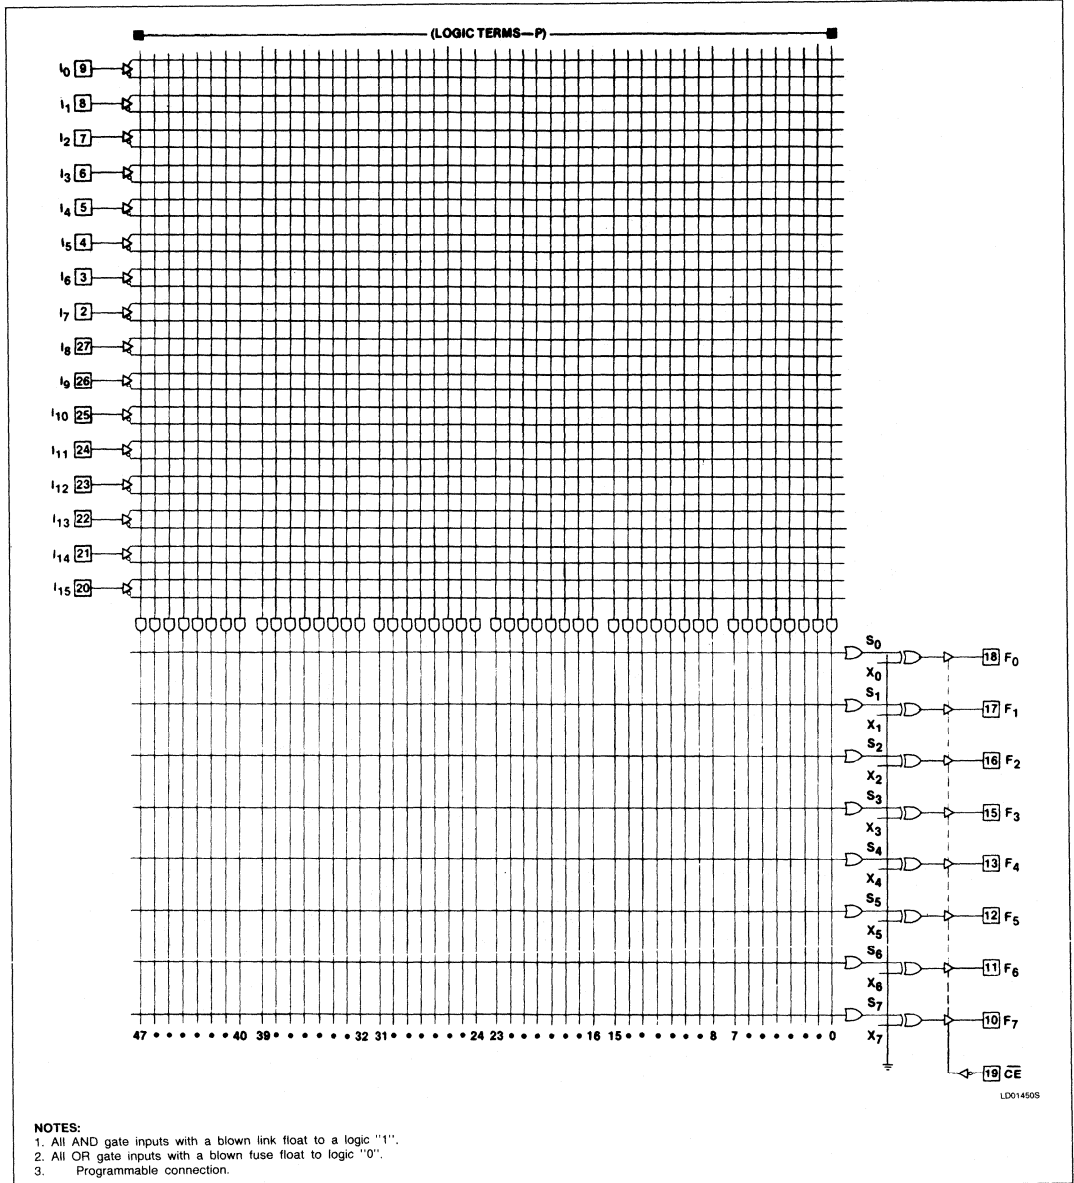 (LOGIC TERMS—P)
I0 9
I1 8
I2 7
I3 6
I4 5
I5 4
I6 3
I7 2
I8 27
I9 26
I10 25
I11 24
I12 23
I13 22
I14 21
I15 20
S0
18 F0
X0
S1
17 F1
X1
S2
16 F2
X2
S3
15 F3
X3
S4
13 F4
X4
S5
12 F5
X5
S6
11 F6
X6
S7
10 F7
X7
47 • • • • • • 40 39 • • • • • • 32 31 • • • • • • 24 23 • • • • • • 16 15 • • • • • • 8 7 • • • • • • 0
19 C̅E̅
LD01450S
NOTES:
1. All AND gate inputs with a blown link float to a logic "1".
2. All OR gate inputs with a blown fuse float to logic "0".
3. Programmable connection.